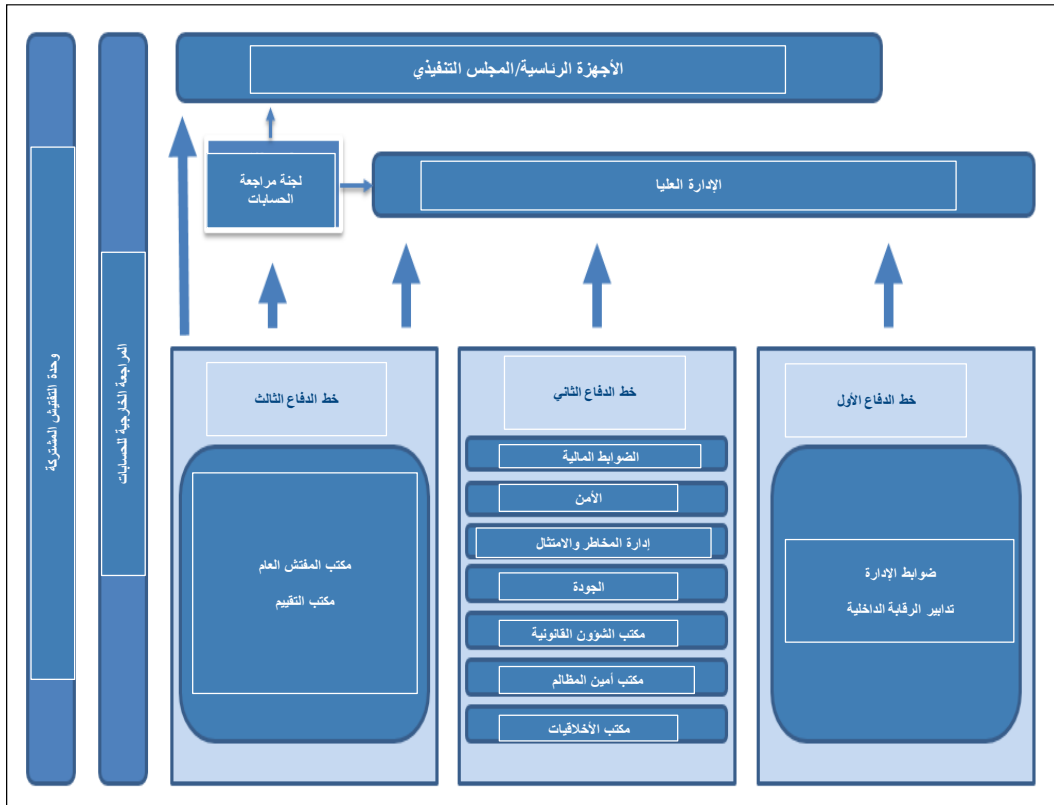 الأجهزة الرئاسية/المجلس التنفيذي
لجنة مراجعة
الحسابات
الإدارة العليا
خط الدفاع الأول
ضوابط الإدارة
تدابير الرقابة الداخلية
خط الدفاع الثاني
الضوابط المالية
الأمن
إدارة المخاطر والامتثال
الجودة
مكتب الشؤون القانونية
مكتب أمين المظالم
مكتب الأخلاقيات
خط الدفاع الثالث
مكتب المفتش العام
مكتب التقييم
المراجعة الخارجية للحسابات
وحدة التفتيش المشتركة